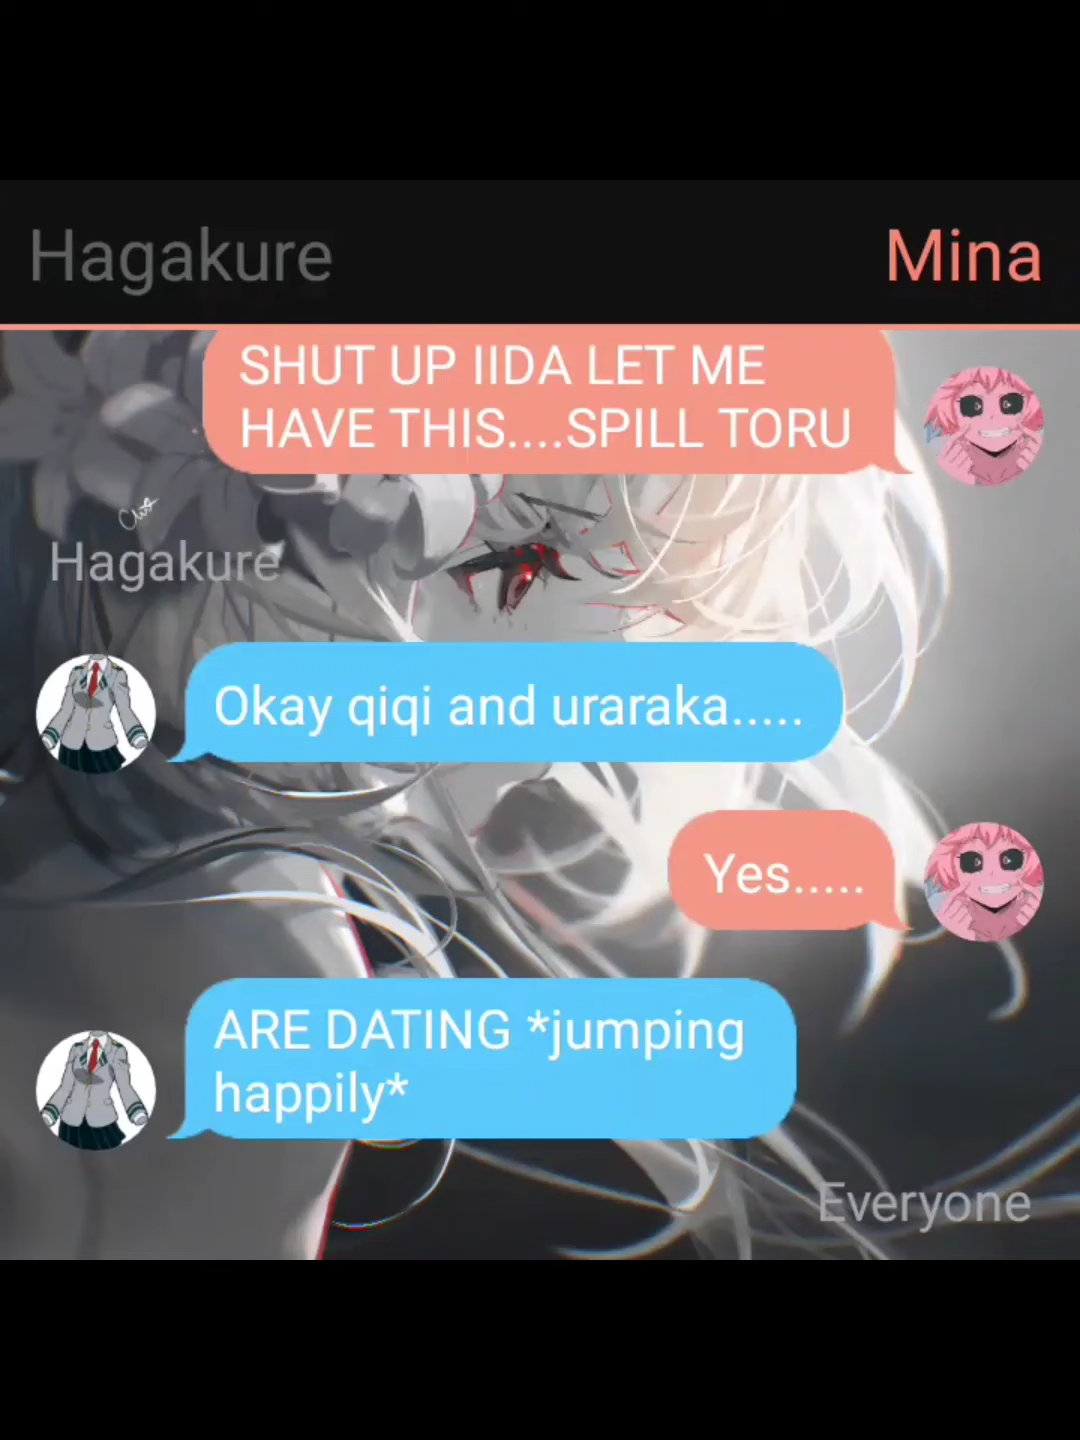 Hagakure
Mina
SHUT UP IIDA LET ME
HAVE THIS....SPILL TORU
Hagakure
Okay qiqi and uraraka.....
Yes.....
ARE DATING *jumping
happily*
Everyone